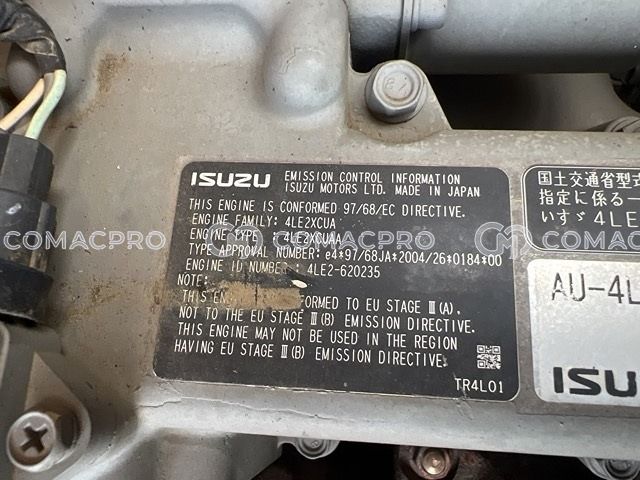 ISUZU EMISSION CONTROL INFORMATION
ISUZU MOTORS LTD. MADE IN JAPAN
THIS ENGINE IS CONFORMED 97/68/EC DIRECTIVE.
ENGINE FAMILY: 4LE2XCUA
ENGINE TYPE : 4LE2XCUAA
TYPE APPROVAL NUMBER: e4*97/68JA*2004/26*0184*00
ENGINE ID NUMBER : 4LE2-620235
NOTE:
THIS EN FORMED TO EU STAGE Ⅲ(A).
NOT TO THE EU STAGE Ⅲ(B) EMISSION DIRECTIVE.
THIS ENGINE MAY NOT BE USED IN THE REGION
HAVING EU STAGE Ⅲ(B) EMISSION DIRECTIVE.
TR4L01
国土交通省型式
指定に係る一
いすゞ4LE
AU-4L
ISU
COMACPRO
COMACPRO
COMACPRO
COMACPRO
COMACPRO
COMACPRO